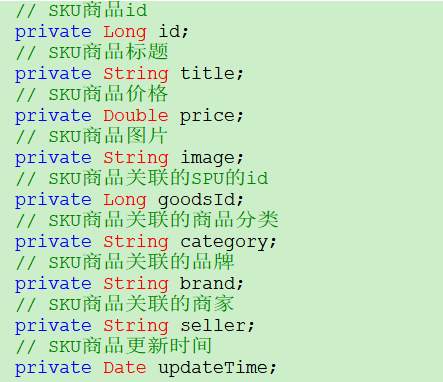 // SKU商品id
private Long id;
// SKU商品标题
private String title;
// SKU商品价格
private Double price;
// SKU商品图片
private String image;
// SKU商品关联的SPU的id
private Long goodsId;
// SKU商品关联的商品分类
private String category;
// SKU商品关联的品牌
private String brand;
// SKU商品关联的商家
private String seller;
// SKU商品更新时间
private Date updateTime;